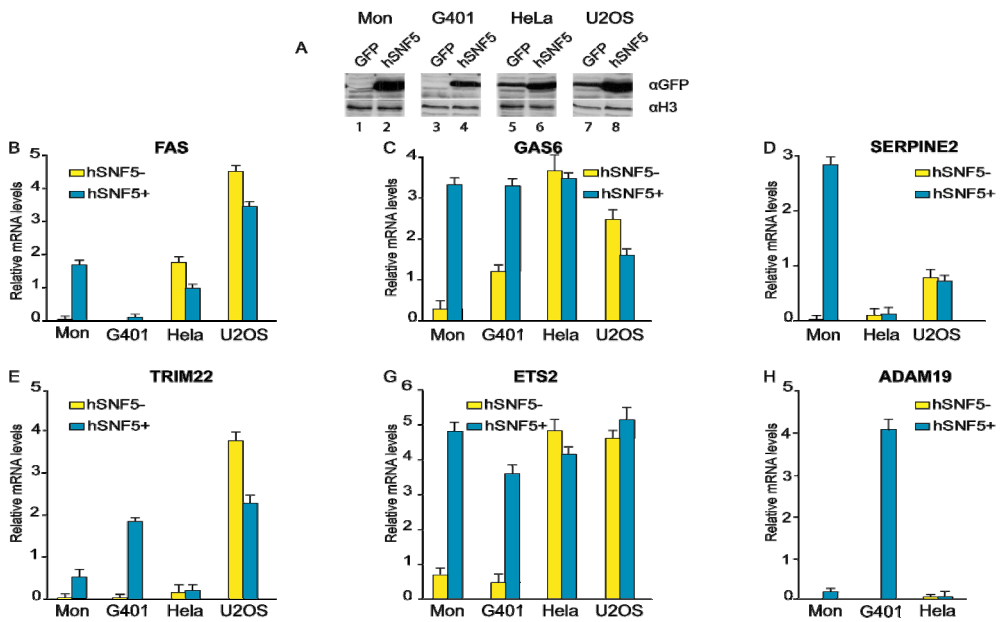 Mon G401 HeLa U2OS
A
GFP hSNF5 GFP hSNF5 GFP hSNF5 GFP hSNF5
αGFP
αH3
1 2 3 4 5 6 7 8
B FAS
5
4
3
2
1
0
Relative mRNA levels
hSNF5-
hSNF5+
Mon G401 Hela U2OS
C GAS6
4
3
2
1
0
Relative mRNA levels
hSNF5-
hSNF5+
Mon G401 Hela U2OS
D SERPINE2
3
2
1
0
Relative mRNA levels
hSNF5-
hSNF5+
Mon Hela U2OS
E TRIM22
5
4
3
2
1
0
Relative mRNA levels
hSNF5-
hSNF5+
Mon G401 Hela U2OS
G ETS2
6
5
4
3
2
1
0
Relative mRNA levels
hSNF5-
hSNF5+
Mon G401 Hela U2OS
H ADAM19
5
4
3
2
1
0
Relative mRNA levels
hSNF5-
hSNF5+
Mon G401 Hela